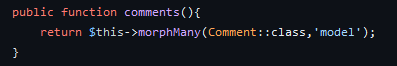 public function comments(){
    return $this->morphMany(Comment::class,'model');
}